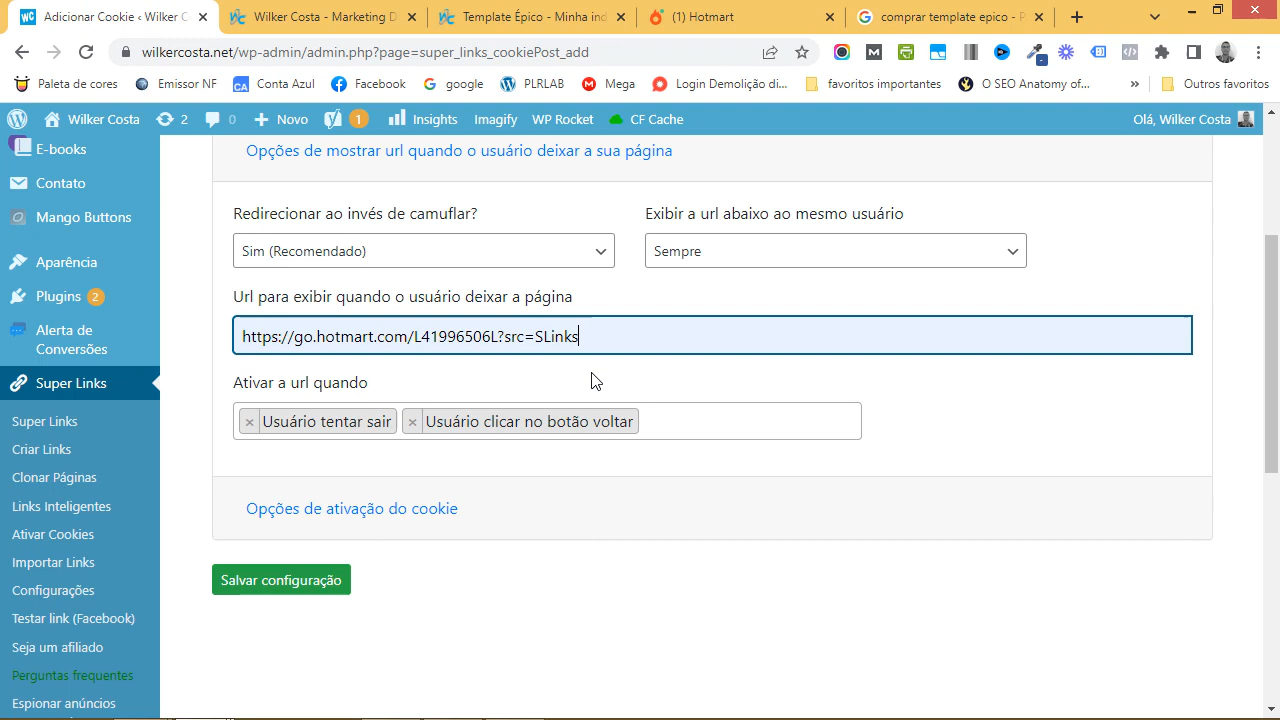 Adicionar Cookie ‹ Wilker C
Wilker Costa - Marketing D
Template Épico - Minha ind
(1) Hotmart
comprar template epico - P
wilkercosta.net/wp-admin/admin.php?page=super_links_cookiePost_add
Paleta de cores
Emissor NF
Conta Azul
Facebook
google
PLRLAB
Mega
Login Demolição di...
favoritos importantes
O SEO Anatomy of...
»
Outros favoritos
Wilker Costa
2
0
Novo
1
Insights
Imagify
WP Rocket
CF Cache
Olá, Wilker Costa
E-books
Contato
Mango Buttons
Aparência
Plugins 2
Alerta de
Conversões
Super Links
Super Links
Criar Links
Clonar Páginas
Links Inteligentes
Ativar Cookies
Importar Links
Configurações
Testar link (Facebook)
Seja um afiliado
Perguntas frequentes
Espionar anúncios
Opções de mostrar url quando o usuário deixar a sua página
Redirecionar ao invés de camuflar?
Exibir a url abaixo ao mesmo usuário
Sim (Recomendado)
Sempre
Url para exibir quando o usuário deixar a página
https://go.hotmart.com/L41996506L?src=SLinks
Ativar a url quando
× Usuário tentar sair
× Usuário clicar no botão voltar
Opções de ativação do cookie
Salvar configuração